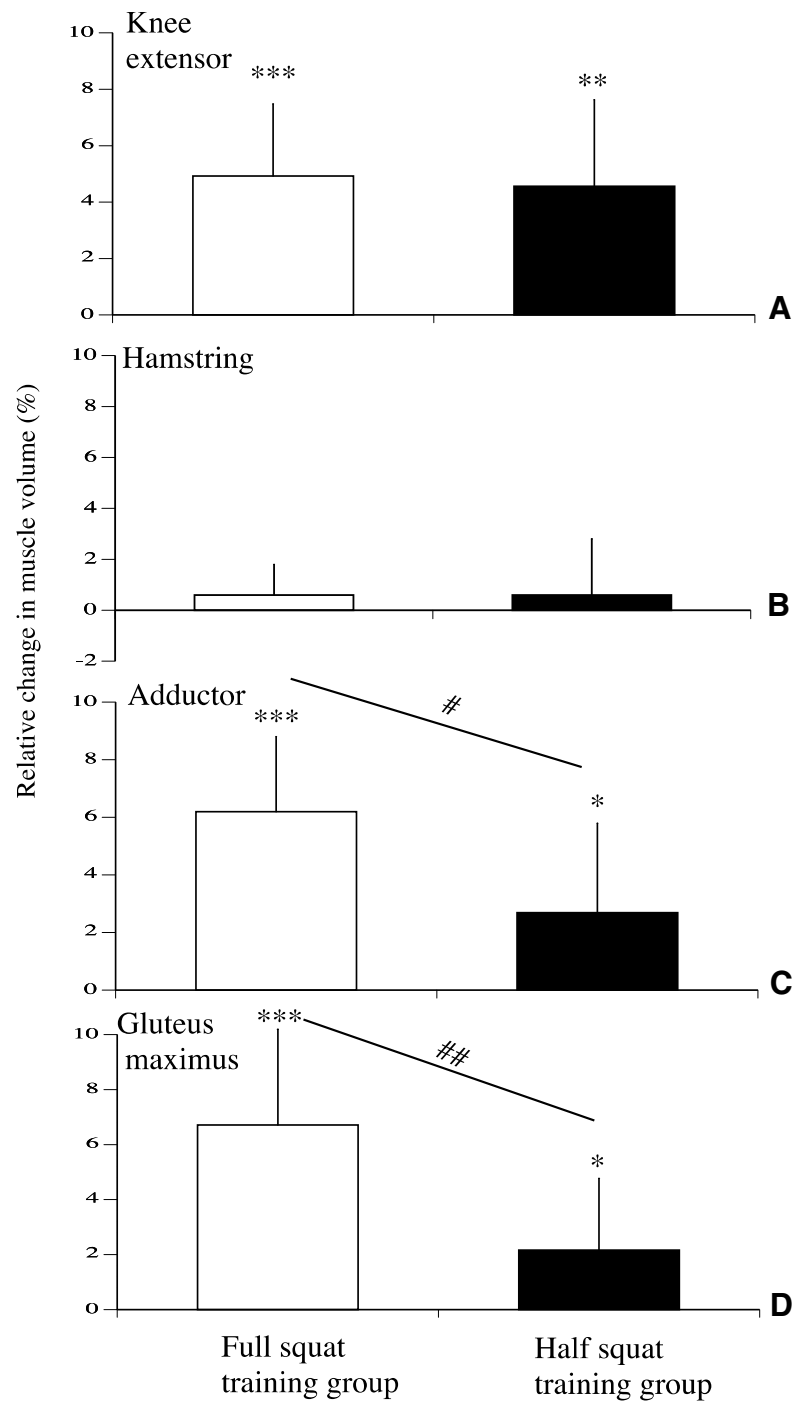 Relative change in muscle volume (%)
Knee
extensor
10
8
6
4
2
0
***
**
A
Hamstring
10
8
6
4
2
0
-2
B
Adductor
10
8
6
4
2
0
***
#
*
C
Gluteus
maximus
10
8
6
4
2
0
***
##
*
D
Full squat
training group
Half squat
training group